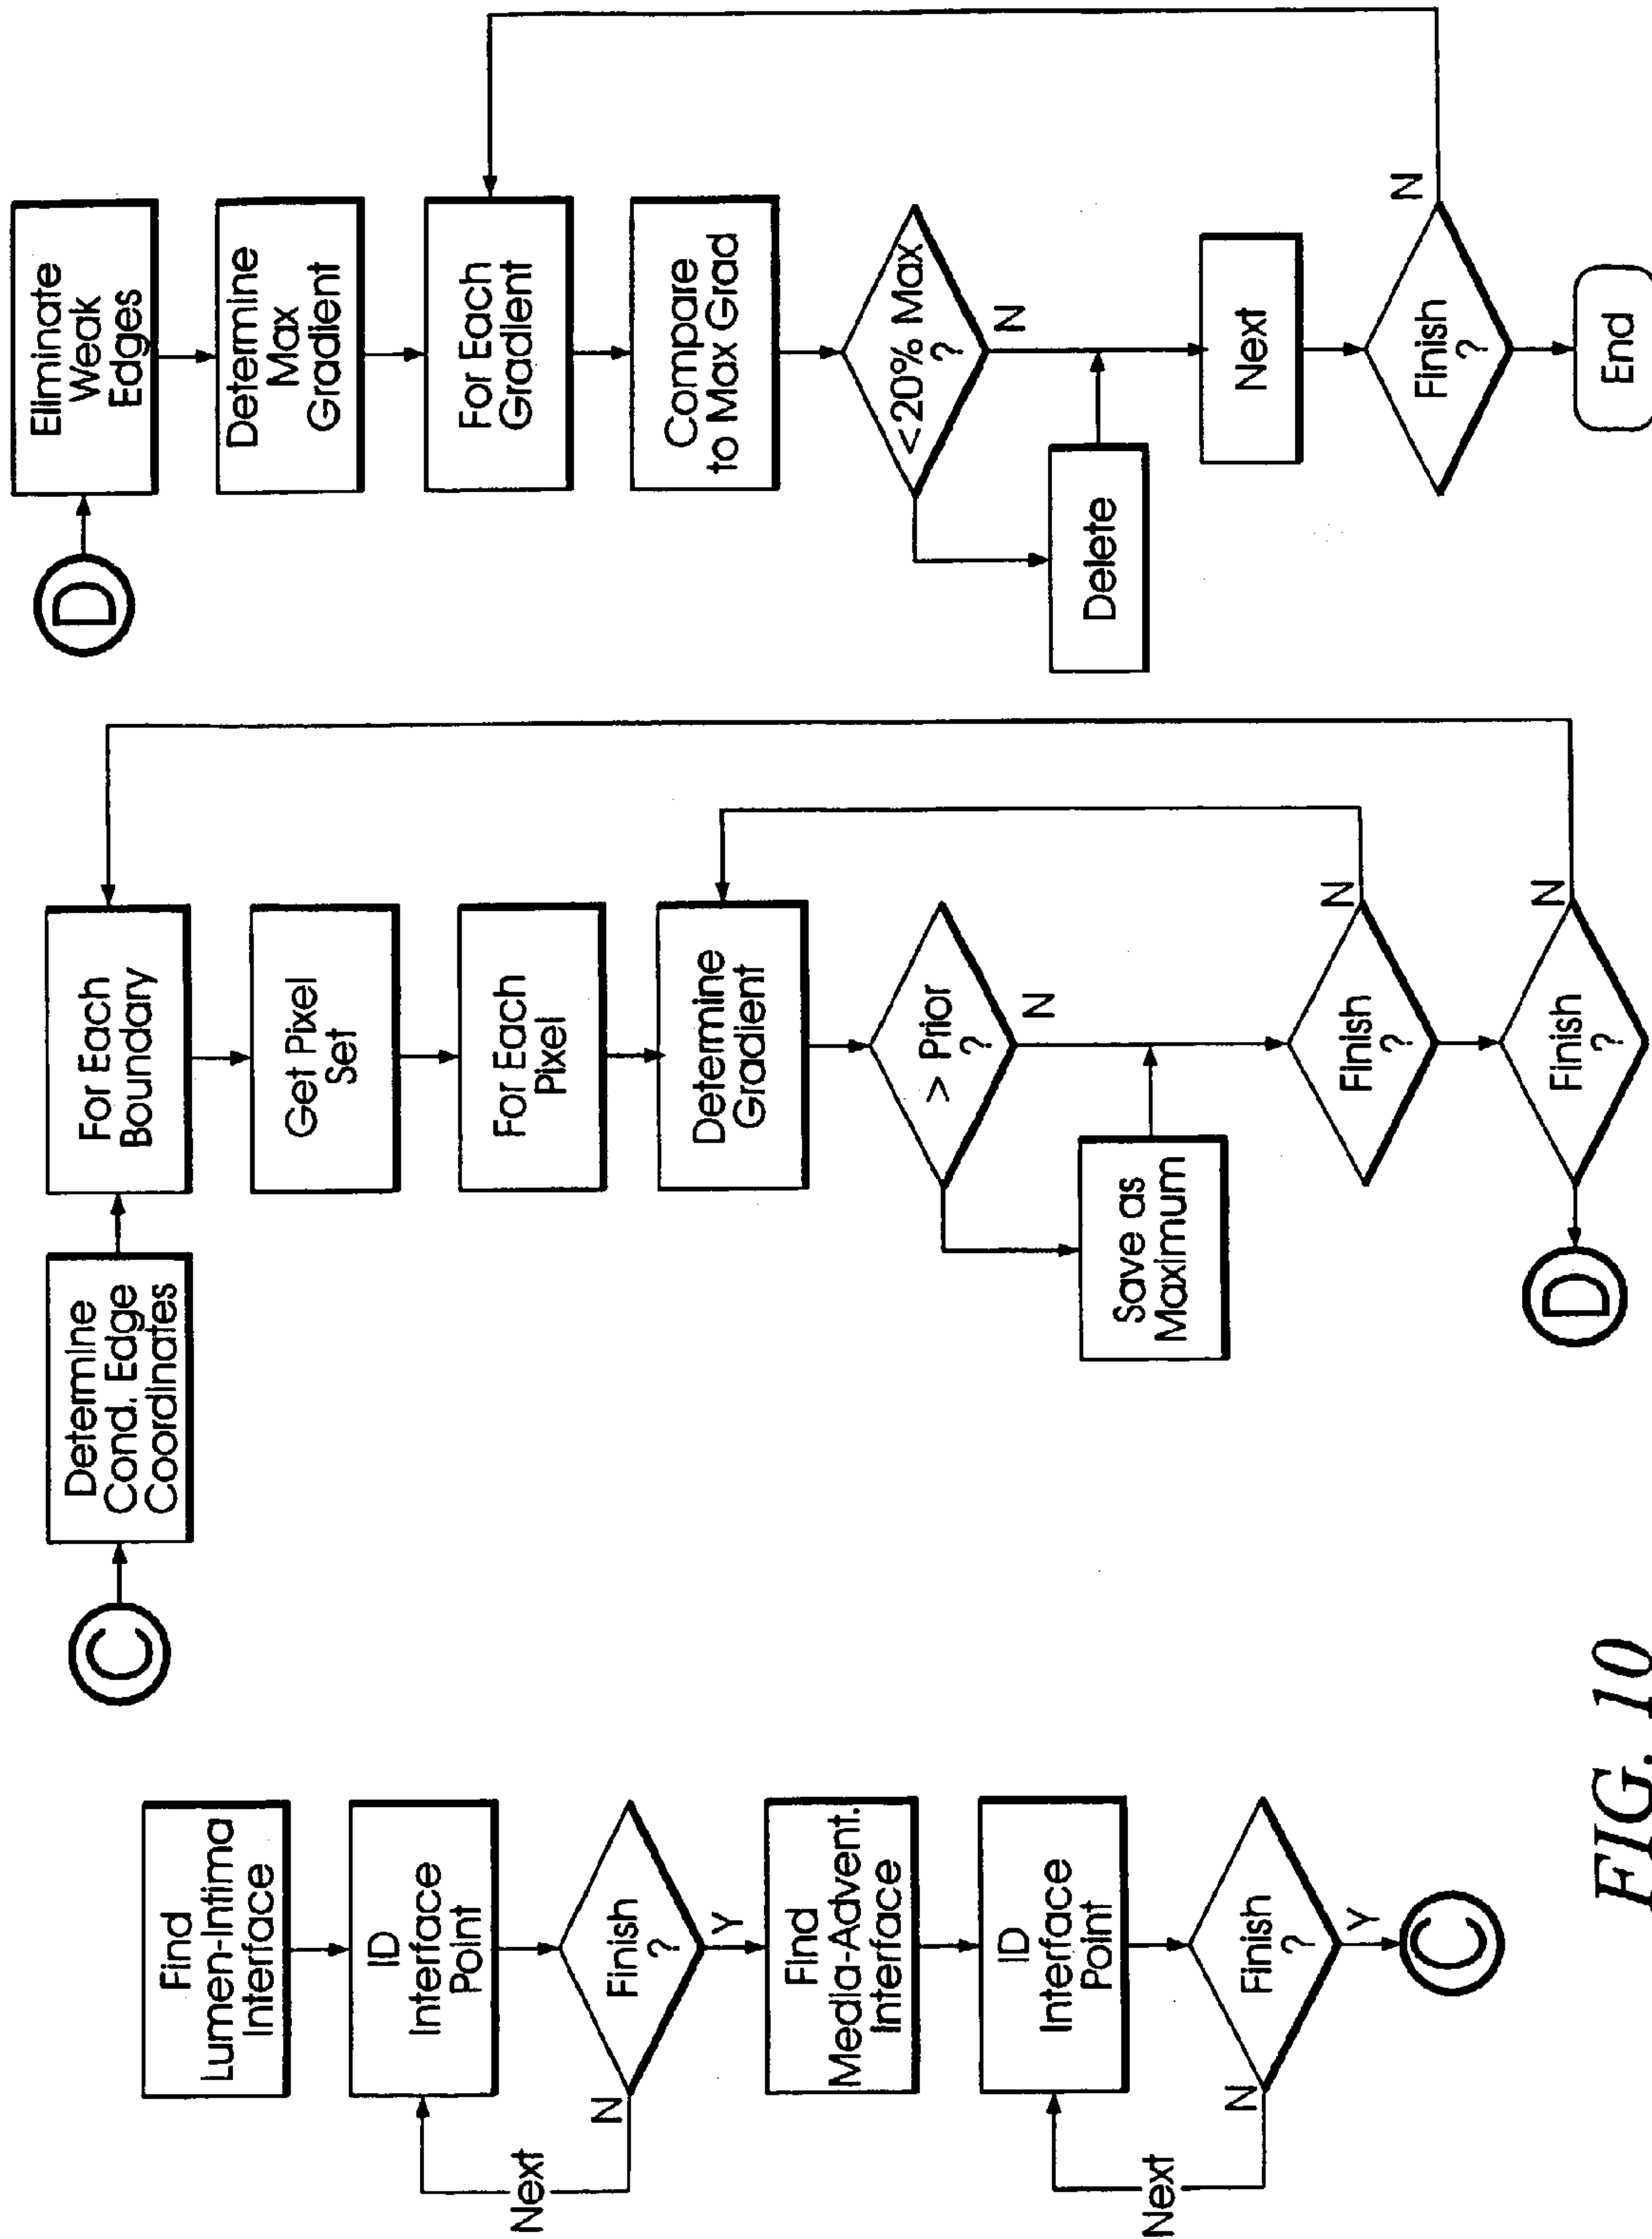 Find
Lumen-Intima
Interface
ID
Interface
Point
Finish
?
N
Next
Y
Find
Media-Advent.
Interface
ID
Interface
Point
Finish
?
N
Next
Y
C
C
Determine
Cond. Edge
Coordinates
For Each
Boundary
Get Pixel
Set
For Each
Pixel
Determine
Gradient
> Prior
?
N
Save as
Maximum
Finish
?
N
Finish
?
N
D
D
Eliminate
Weak
Edges
Determine
Max
Gradient
For Each
Gradient
Compare
to Max Grad
<20% Max
?
N
Delete
Next
Finish
?
N
End
FIG. 10